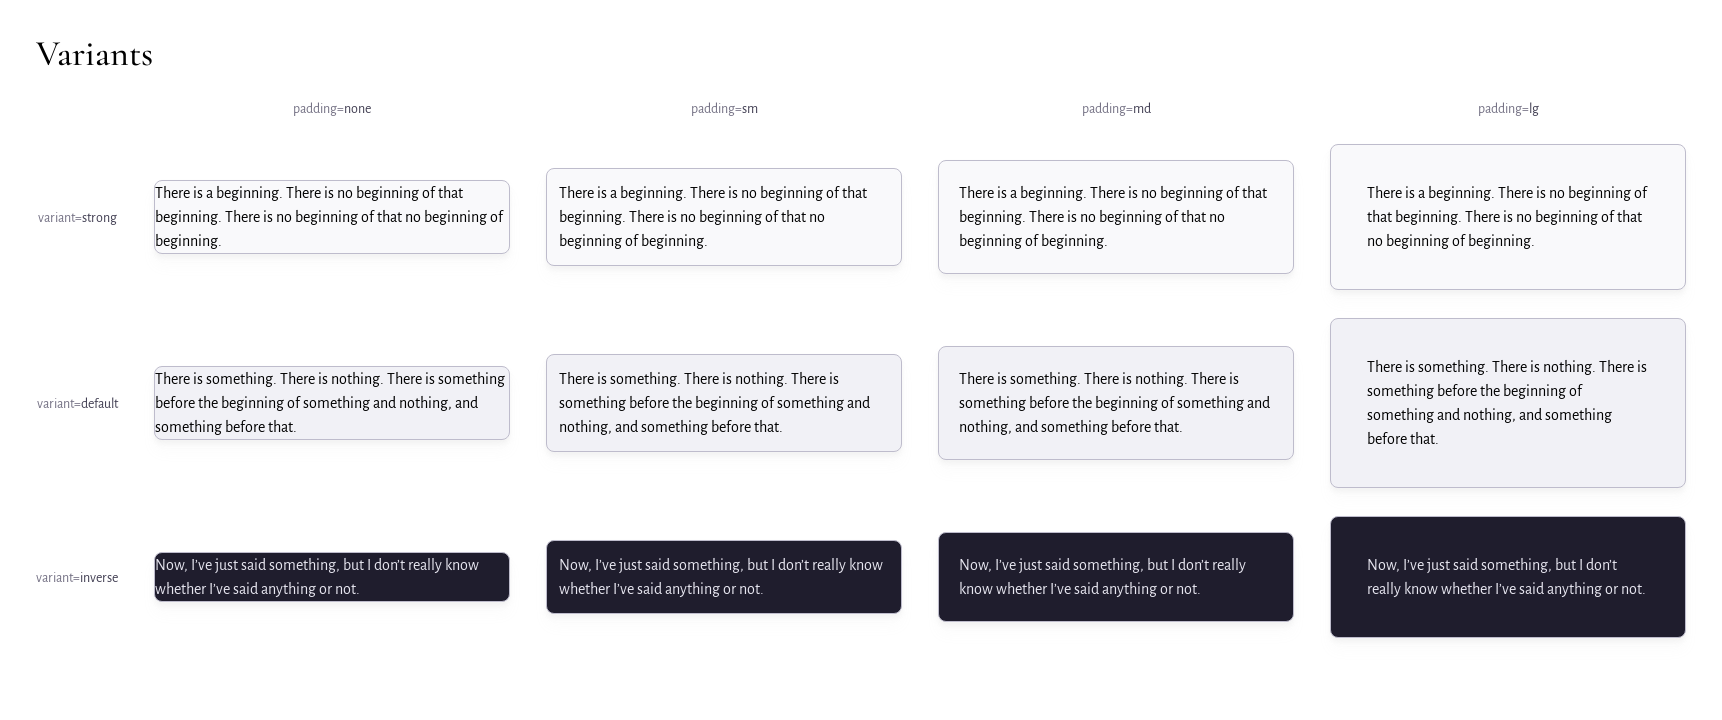 Variants
padding=none
padding=sm
padding=md
padding=lg
variant=strong
There is a beginning. There is no beginning of that
beginning. There is no beginning of that no beginning of
beginning.
There is a beginning. There is no beginning of that
beginning. There is no beginning of that no
beginning of beginning.
There is a beginning. There is no beginning of that
beginning. There is no beginning of that no
beginning of beginning.
There is a beginning. There is no beginning of
that beginning. There is no beginning of that
no beginning of beginning.
variant=default
There is something. There is nothing. There is something
before the beginning of something and nothing, and
something before that.
There is something. There is nothing. There is
something before the beginning of something and
nothing, and something before that.
There is something. There is nothing. There is
something before the beginning of something and
nothing, and something before that.
There is something. There is nothing. There is
something before the beginning of
something and nothing, and something
before that.
variant=inverse
Now, I've just said something, but I don't really know
whether I've said anything or not.
Now, I've just said something, but I don't really know
whether I've said anything or not.
Now, I've just said something, but I don't really
know whether I've said anything or not.
Now, I've just said something, but I don't
really know whether I've said anything or not.